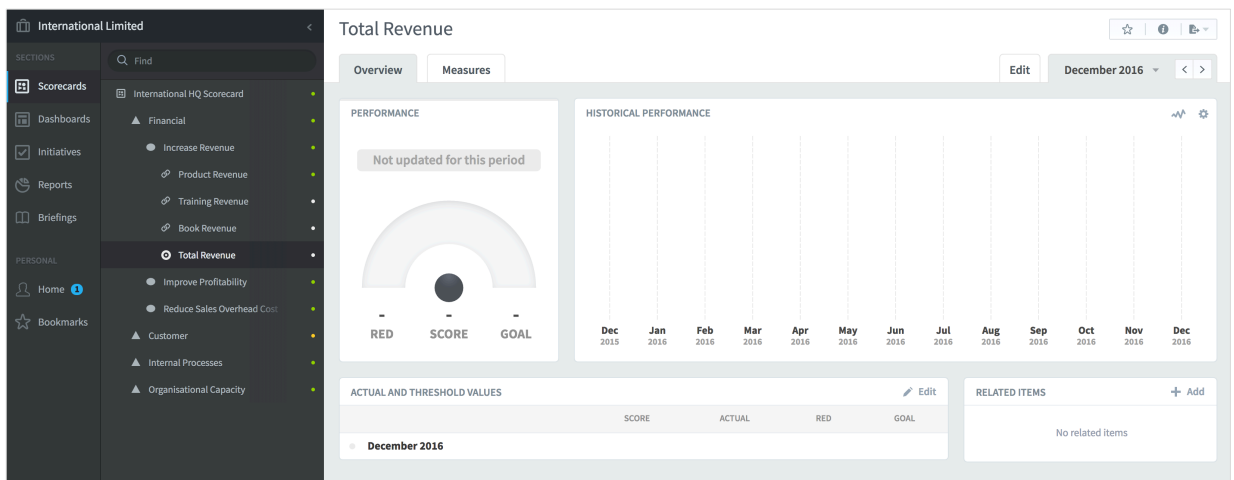 International Limited
SECTIONS
Scorecards
Dashboards
Initiatives
Reports
Briefings
PERSONAL
Home 1
Bookmarks
Find
International HQ Scorecard
Financial
Increase Revenue
Product Revenue
Training Revenue
Book Revenue
Total Revenue
Improve Profitability
Reduce Sales Overhead Cost
Customer
Internal Processes
Organisational Capacity
Total Revenue
Overview Measures Edit December 2016
PERFORMANCE
Not updated for this period
- - -
RED SCORE GOAL
HISTORICAL PERFORMANCE
Dec Jan Feb Mar Apr May Jun Jul Aug Sep Oct Nov Dec
2015 2016 2016 2016 2016 2016 2016 2016 2016 2016 2016 2016 2016
ACTUAL AND THRESHOLD VALUES Edit
SCORE ACTUAL RED GOAL
December 2016
RELATED ITEMS Add
No related items